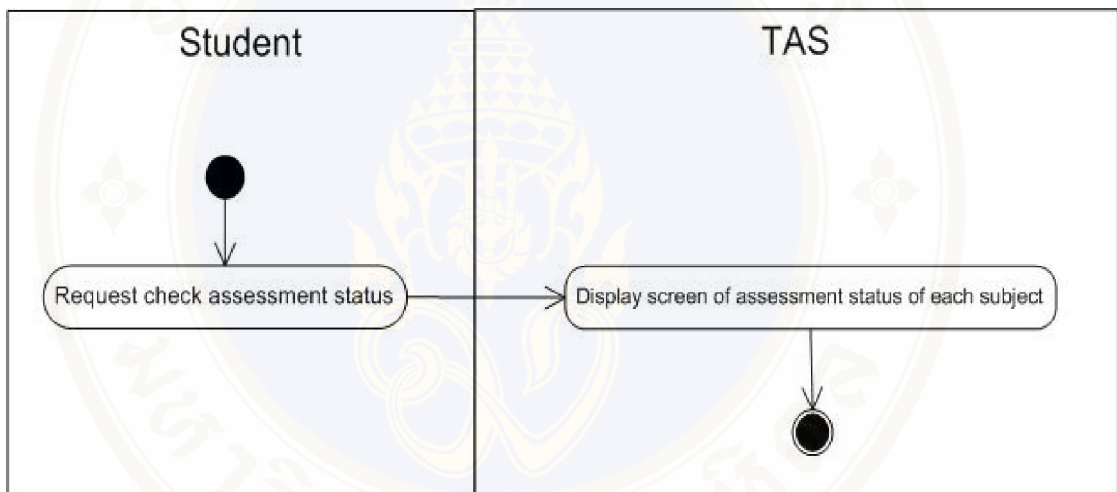 Student
TAS
Request check assessment status
Display screen of assessment status of each subject